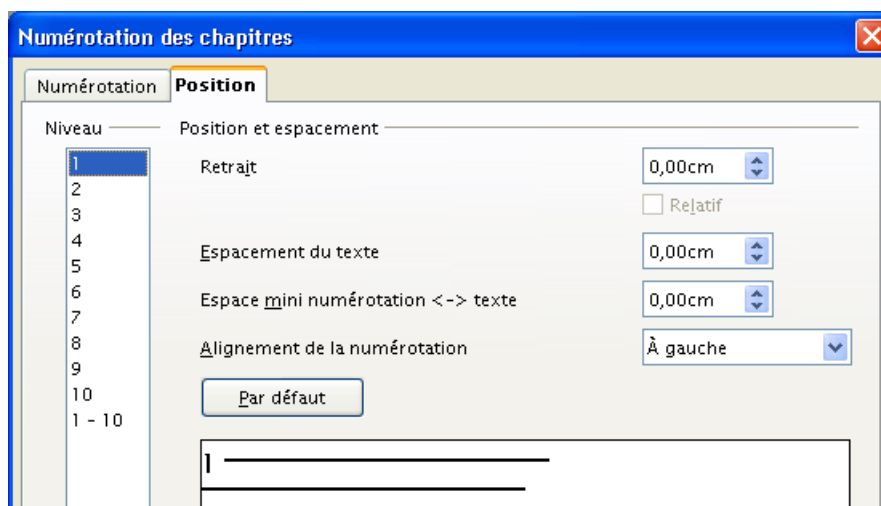 Numérotation des chapitres
Numérotation Position
Niveau Position et espacement
1
2
3
4
5
6
7
8
9
10
1 - 10
Retrait 0,00cm
Relatif
Espacement du texte 0,00cm
Espace mini numérotation <-> texte 0,00cm
Alignement de la numérotation À gauche
Par défaut
1